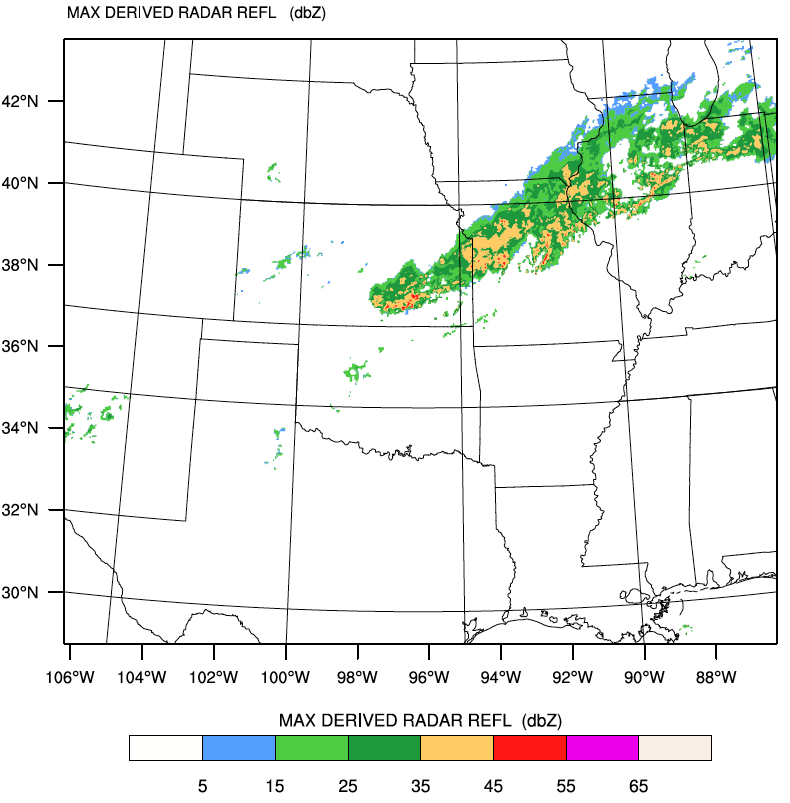 MAX DERIVED RADAR REFL (dbZ)
42°N
40°N
38°N
36°N
34°N
32°N
30°N
106°W 104°W 102°W 100°W 98°W 96°W 94°W 92°W 90°W 88°W
MAX DERIVED RADAR REFL (dbZ)
5 15 25 35 45 55 65